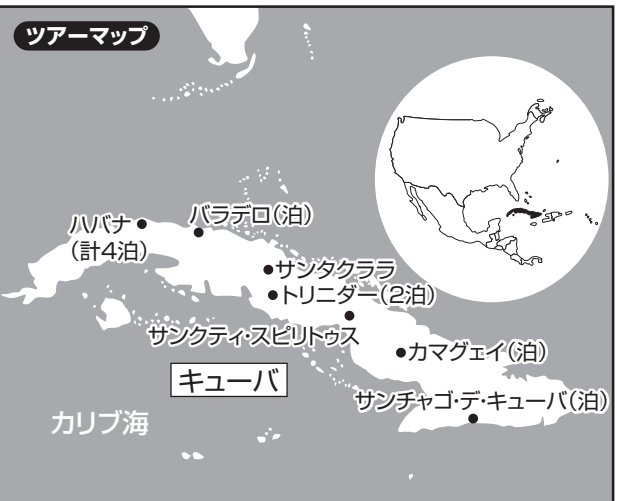 ツアーマップ
ハバナ
(計4泊)
バラデロ(泊)
サンタクララ
トリニダー(2泊)
サンクティ・スピリトゥス
カマグェイ(泊)
キューバ
サンチャゴ・デ・キューバ(泊)
カリブ海